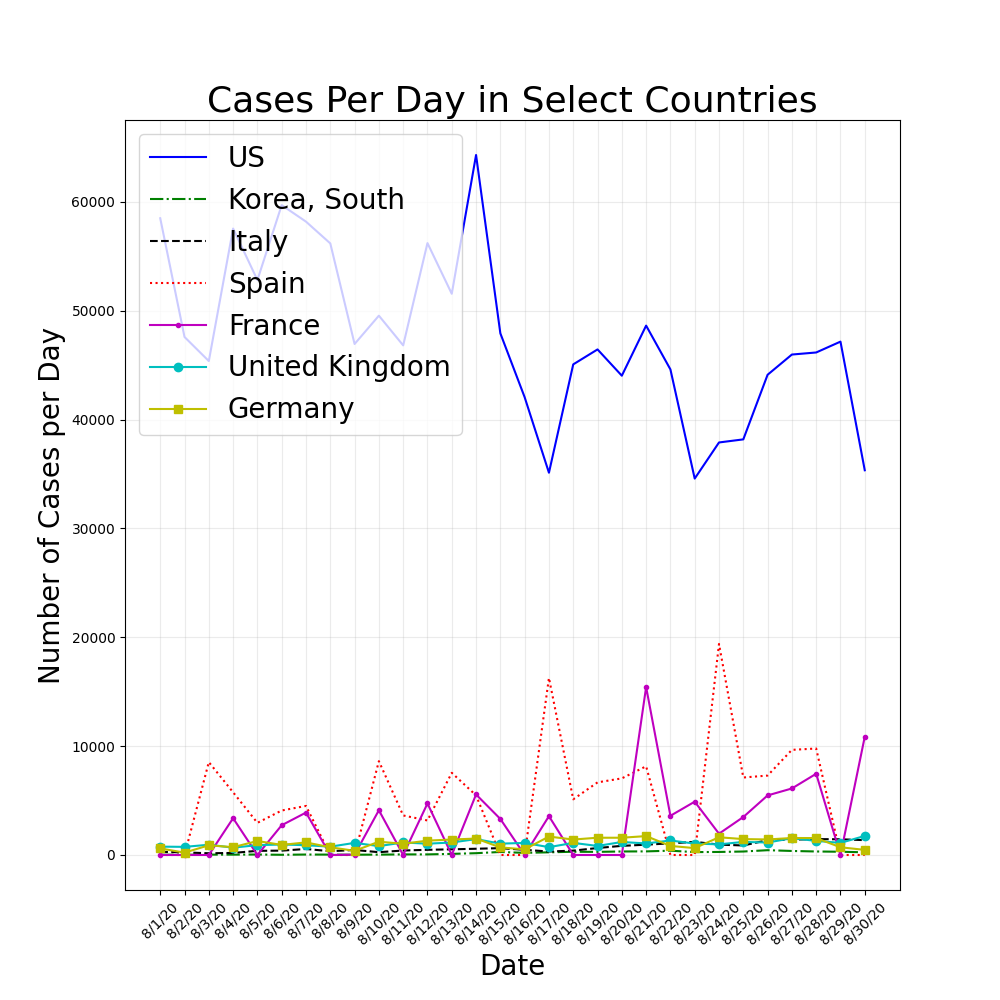 Cases Per Day in Select Countries
US
Korea, South
Italy
Spain
France
United Kingdom
Germany
Number of Cases per Day
60000
50000
40000
30000
20000
10000
0
8/1/20 8/2/20 8/3/20 8/4/20 8/5/20 8/6/20 8/7/20 8/8/20 8/9/20 8/10/20 8/11/20 8/12/20 8/13/20 8/14/20 8/15/20 8/16/20 8/17/20 8/18/20 8/19/20 8/20/20 8/21/20 8/22/20 8/23/20 8/24/20 8/25/20 8/26/20 8/27/20 8/28/20 8/29/20 8/30/20
Date